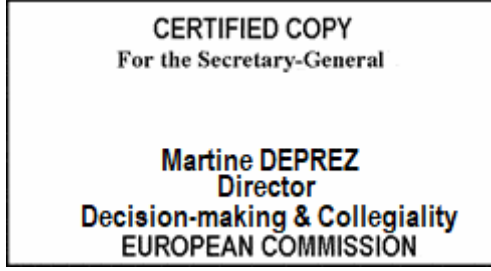 CERTIFIED COPY
For the Secretary-General
Martine DEPREZ
Director
Decision-making & Collegiality
EUROPEAN COMMISSION